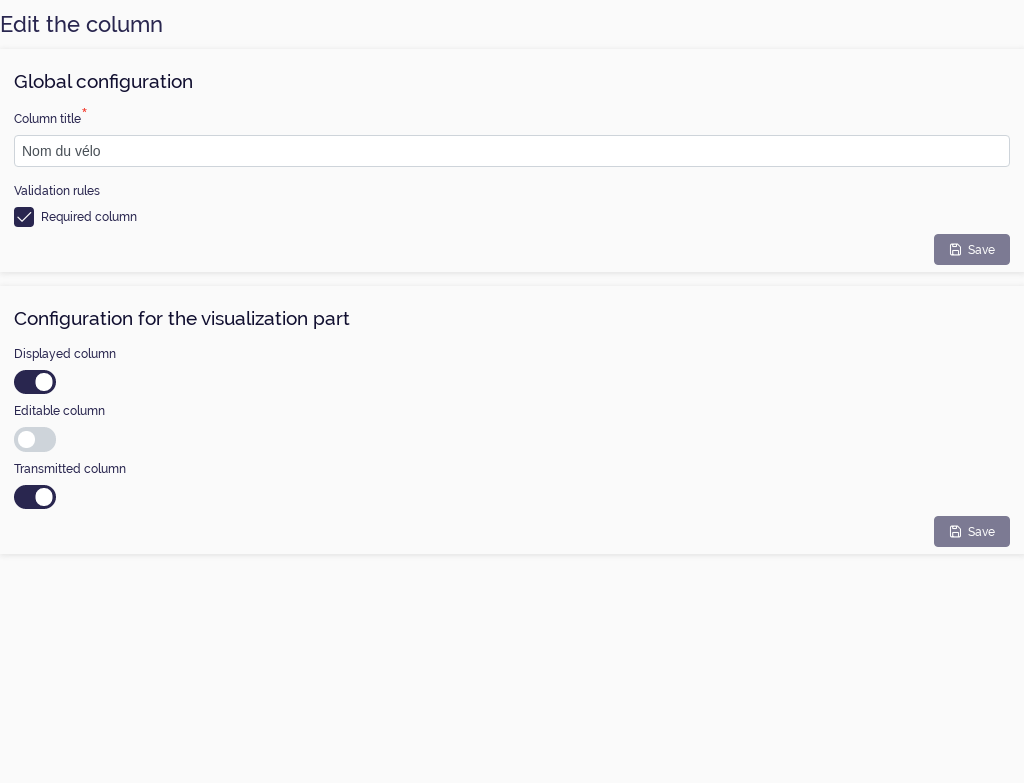 Edit the column
Global configuration
Column title*
Nom du vélo
Validation rules
Required column
Save
Configuration for the visualization part
Displayed column
Editable column
Transmitted column
Save